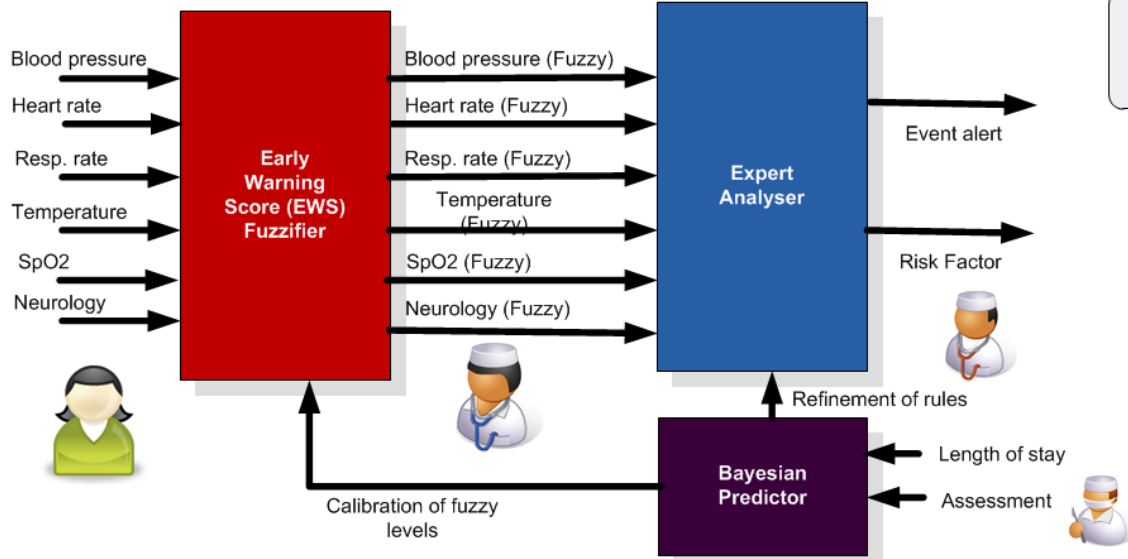 Blood pressure
Heart rate
Resp. rate
Temperature
SpO2
Neurology
Early
Warning
Score (EWS)
Fuzzifier
Blood pressure (Fuzzy)
Heart rate (Fuzzy)
Resp. rate (Fuzzy)
Temperature
(Fuzzy)
SpO2 (Fuzzy)
Neurology (Fuzzy)
Expert
Analyser
Event alert
Risk Factor
Refinement of rules
Bayesian
Predictor
Length of stay
Assessment
Calibration of fuzzy
levels